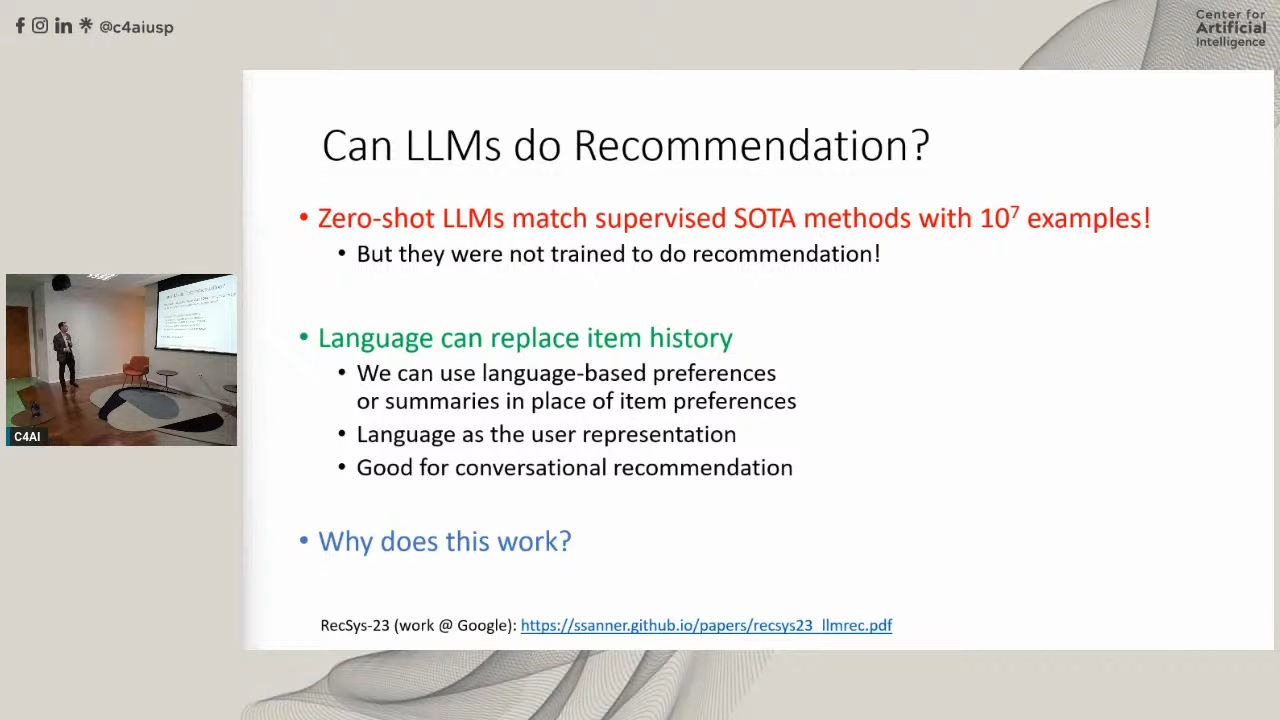 @c4aiusp
Center for
Artificial
Intelligence
Can LLMs do Recommendation?
• Zero-shot LLMs match supervised SOTA methods with 10⁷ examples!
• But they were not trained to do recommendation!
• Language can replace item history
• We can use language-based preferences
or summaries in place of item preferences
• Language as the user representation
• Good for conversational recommendation
• Why does this work?
RecSys-23 (work @ Google): https://ssanner.github.io/papers/recsys23_llmrec.pdf
C4AI